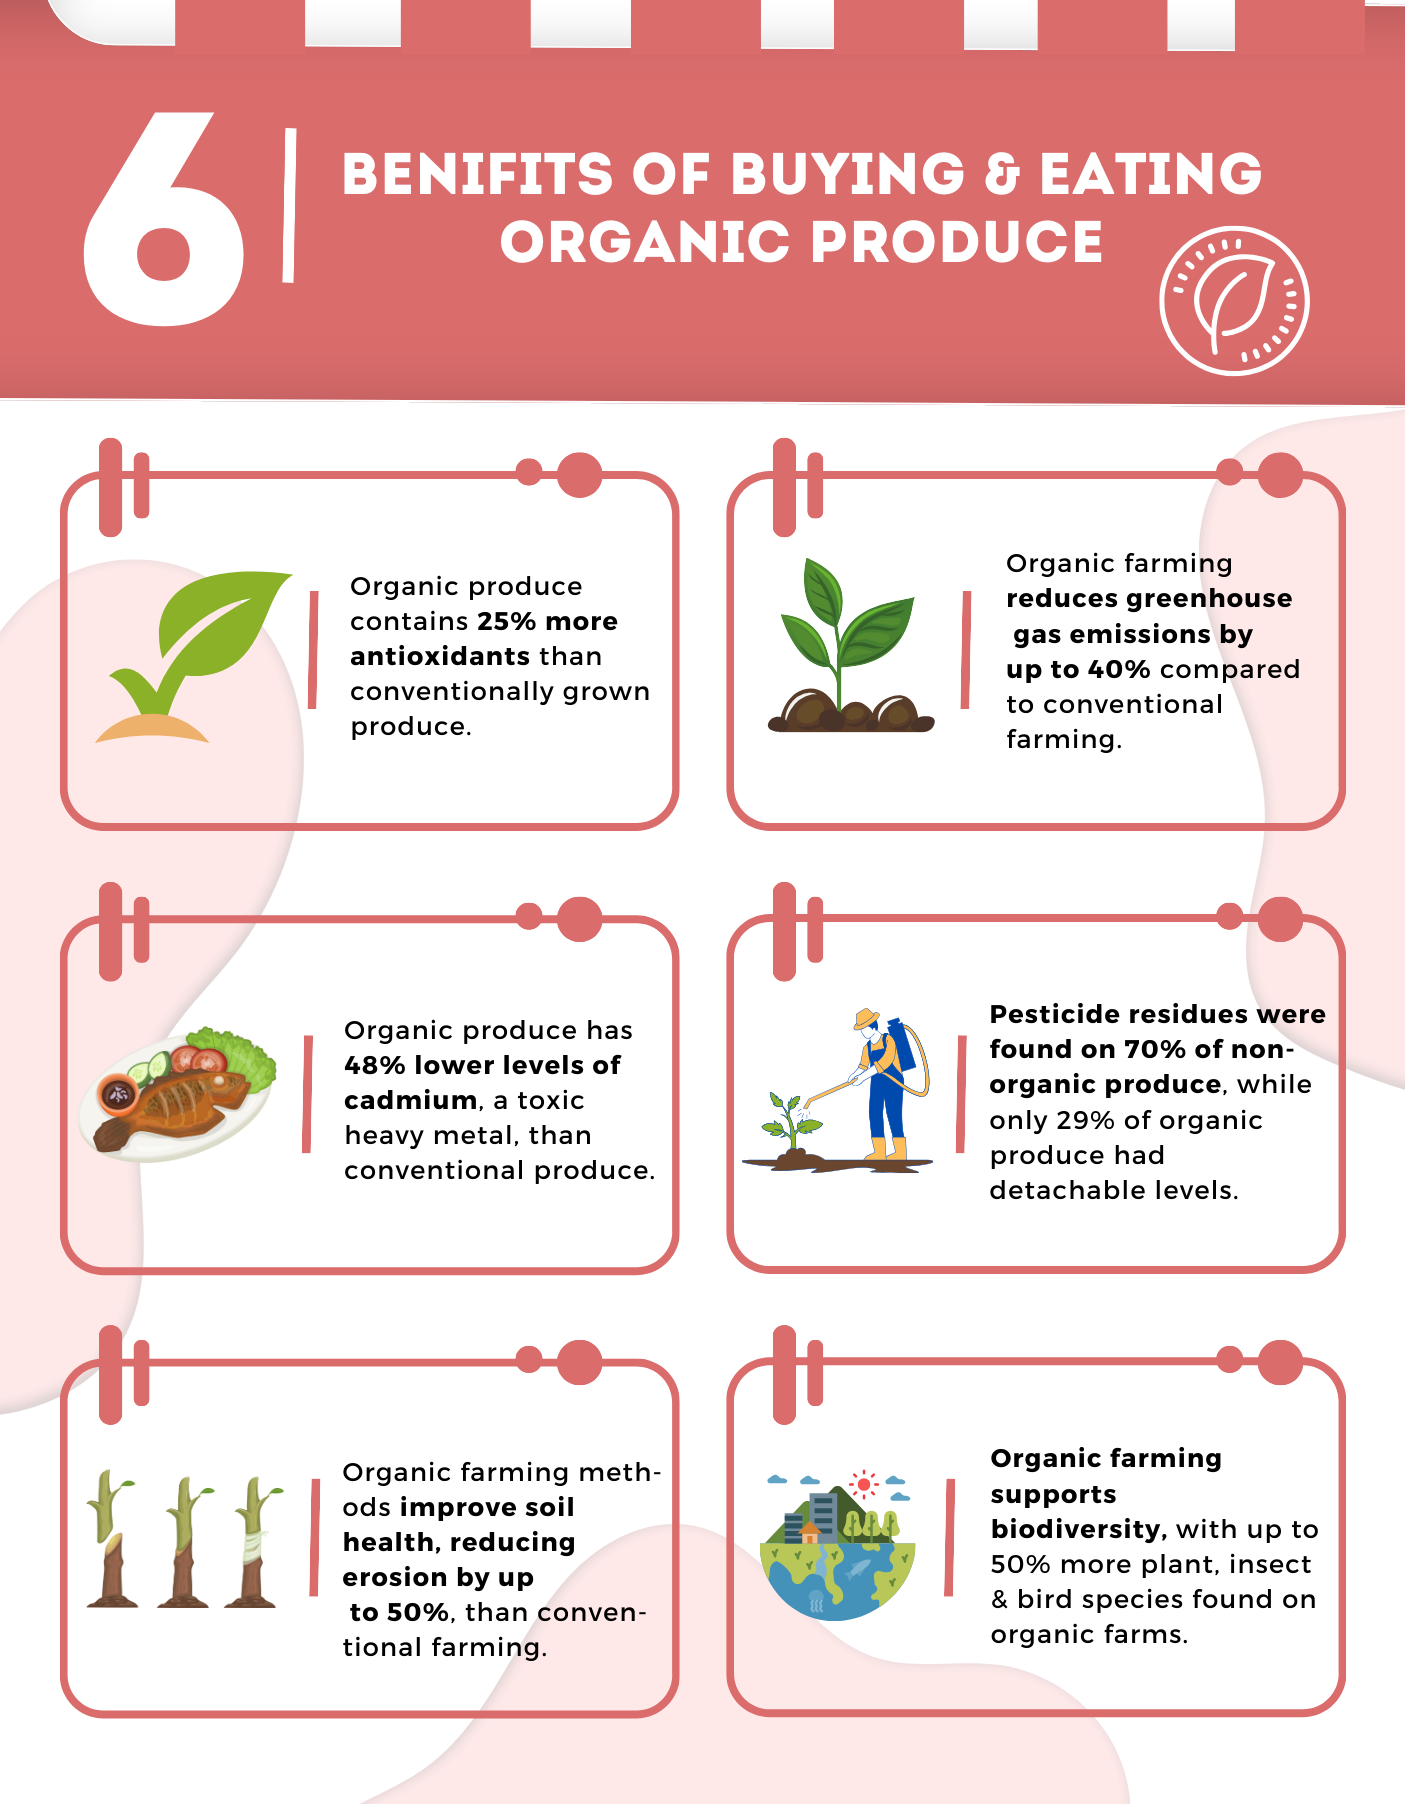 6
BENIFITS OF BUYING & EATING
ORGANIC PRODUCE
Organic produce
contains 25% more
antioxidants than
conventionally grown
produce.
Organic farming
reduces greenhouse
gas emissions by
up to 40% compared
to conventional
farming.
Organic produce has
48% lower levels of
cadmium, a toxic
heavy metal, than
conventional produce.
Pesticide residues were
found on 70% of non-
organic produce, while
only 29% of organic
produce had
detachable levels.
Organic farming meth-
ods improve soil
health, reducing
erosion by up
to 50%, than conven-
tional farming.
Organic farming
supports
biodiversity, with up to
50% more plant, insect
& bird species found on
organic farms.